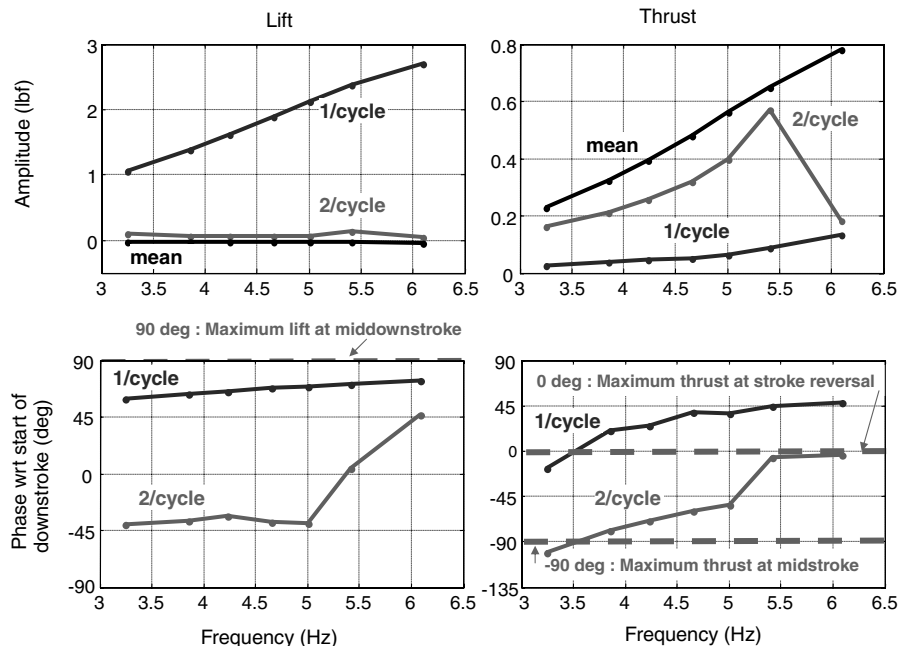 Lift
Thrust
Amplitude (lbf)
3
2
1
0
1/cycle
2/cycle
mean
3 3.5 4 4.5 5 5.5 6 6.5
0.8
0.6
0.4
0.2
0
mean
2/cycle
1/cycle
3 3.5 4 4.5 5 5.5 6 6.5
90 deg : Maximum lift at middownstroke
Phase wrt start of
downstroke (deg)
90
45
0
-45
-90
1/cycle
2/cycle
3 3.5 4 4.5 5 5.5 6 6.5
Frequency (Hz)
90
45
0
-45
-90
-135
0 deg : Maximum thrust at stroke reversal
1/cycle
2/cycle
-90 deg : Maximum thrust at midstroke
3 3.5 4 4.5 5 5.5 6 6.5
Frequency (Hz)